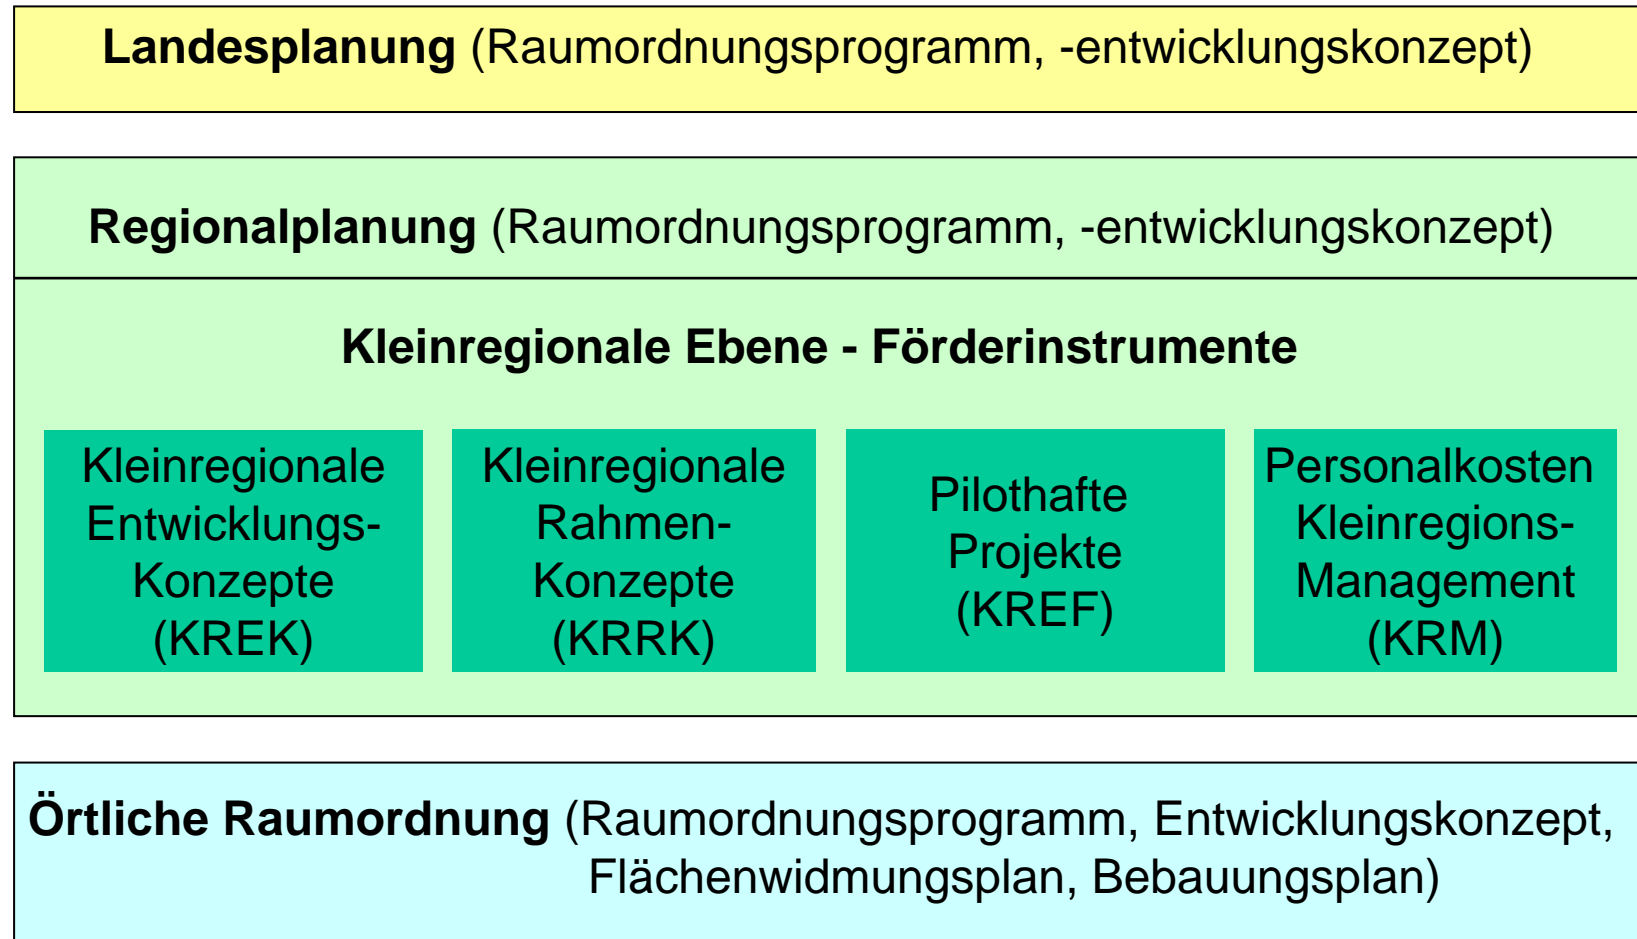 Landesplanung (Raumordnungsprogramm, -entwicklungskonzept)
Regionalplanung (Raumordnungsprogramm, -entwicklungskonzept)
Kleinregionale Ebene - Förderinstrumente
Kleinregionale
Entwicklungs-
Konzepte
(KREK)
Kleinregionale
Rahmen-
Konzepte
(KRRK)
Pilothafte
Projekte
(KREF)
Personalkosten
Kleinregions-
Management
(KRM)
Örtliche Raumordnung (Raumordnungsprogramm, Entwicklungskonzept,
Flächenwidmungsplan, Bebauungsplan)